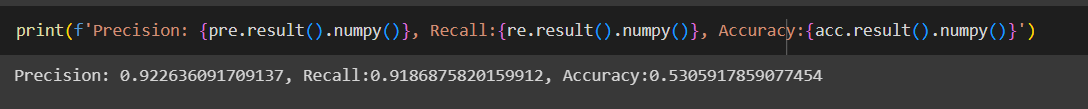 print(f'Precision: {pre.result().numpy()}, Recall:{re.result().numpy()}, Accuracy:{acc.result().numpy()}')
Precision: 0.922636091709137, Recall:0.9186875820159912, Accuracy:0.5305917859077454